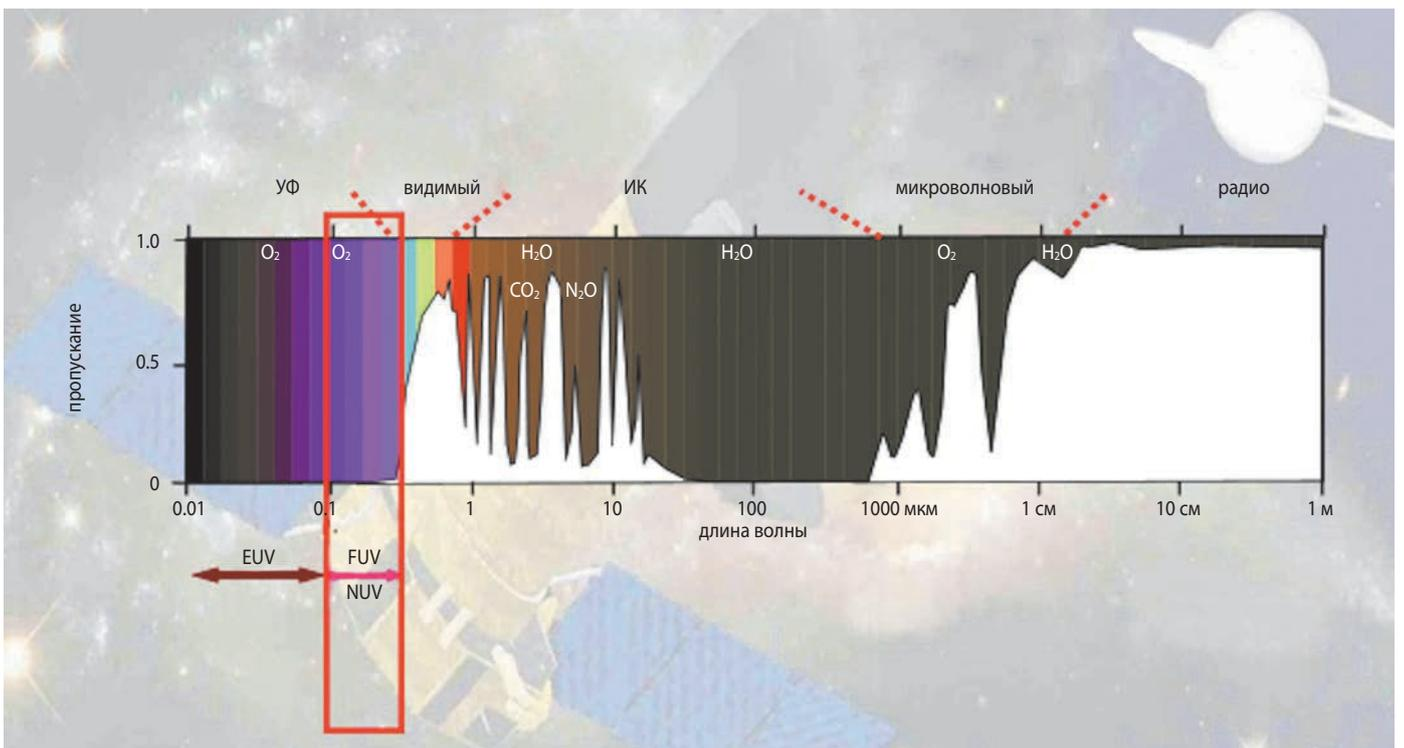 УФ видимый ИК микроволновый радио
1.0 O₂ O₂ H₂O H₂O O₂ H₂O
CO₂ N₂O
пропускание
0.5
0
0.01 0.1 1 10 100 1000 мкм 1 см 10 см 1 м
длина волны
EUV FUV
NUV